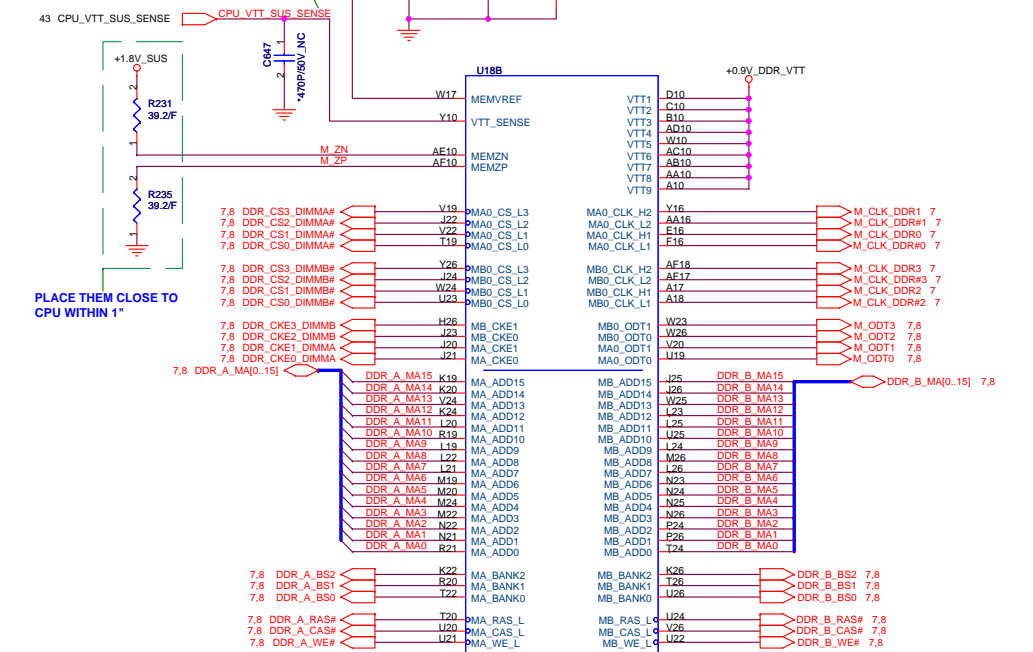 43 CPU_VTT_SUS_SENSE CPU_VTT_SUS_SENSE
+1.8V_SUS
2
R231
39.2/F
1
2
R235
39.2/F
1
PLACE THEM CLOSE TO
CPU WITHIN 1"
C647
1
2
*470P/50V_NC
M_ZN
M_ZP
U18B
+0.9V_DDR_VTT
W17 MEMVREF
Y10 VTT_SENSE
AE10 MEMZN
AF10 MEMZP
VTT1 D10
VTT2 C10
VTT3 B10
VTT4 AD10
VTT5 W10
VTT6 AC10
VTT7 AB10
VTT8 AA10
VTT9 A10
7,8 DDR_CS3_DIMMA# V19 MA0_CS_L3 MA0_CLK_H2 Y16 M_CLK_DDR1 7
7,8 DDR_CS2_DIMMA# J22 MA0_CS_L2 MA0_CLK_L2 AA16 M_CLK_DDR#1 7
7,8 DDR_CS1_DIMMA# V22 MA0_CS_L1 MA0_CLK_H1 E16 M_CLK_DDR0 7
7,8 DDR_CS0_DIMMA# T19 MA0_CS_L0 MA0_CLK_L1 F16 M_CLK_DDR#0 7
7,8 DDR_CS3_DIMMB# Y26 MB0_CS_L3 MB0_CLK_H2 AF18 M_CLK_DDR3 7
7,8 DDR_CS2_DIMMB# J24 MB0_CS_L2 MB0_CLK_L2 AF17 M_CLK_DDR#3 7
7,8 DDR_CS1_DIMMB# W24 MB0_CS_L1 MB0_CLK_H1 A17 M_CLK_DDR2 7
7,8 DDR_CS0_DIMMB# U23 MB0_CS_L0 MB0_CLK_L1 A18 M_CLK_DDR#2 7
7,8 DDR_CKE3_DIMMB H26 MB_CKE1 MB0_ODT1 W23 M_ODT3 7,8
7,8 DDR_CKE2_DIMMB J23 MB_CKE0 MB0_ODT0 W26 M_ODT2 7,8
7,8 DDR_CKE1_DIMMA J20 MA_CKE1 MA0_ODT1 V20 M_ODT1 7,8
7,8 DDR_CKE0_DIMMA J21 MA_CKE0 MA0_ODT0 U19 M_ODT0 7,8
7,8 DDR_A_MA[0..15]
DDR_B_MA[0..15] 7,8
DDR_A_MA15 K19 MA_ADD15 MB_ADD15 J25 DDR_B_MA15
DDR_A_MA14 K20 MA_ADD14 MB_ADD14 J26 DDR_B_MA14
DDR_A_MA13 V24 MA_ADD13 MB_ADD13 W25 DDR_B_MA13
DDR_A_MA12 K24 MA_ADD12 MB_ADD12 L23 DDR_B_MA12
DDR_A_MA11 L20 MA_ADD11 MB_ADD11 L25 DDR_B_MA11
DDR_A_MA10 R19 MA_ADD10 MB_ADD10 U25 DDR_B_MA10
DDR_A_MA9 L19 MA_ADD9 MB_ADD9 L24 DDR_B_MA9
DDR_A_MA8 L22 MA_ADD8 MB_ADD8 M26 DDR_B_MA8
DDR_A_MA7 L21 MA_ADD7 MB_ADD7 L26 DDR_B_MA7
DDR_A_MA6 M19 MA_ADD6 MB_ADD6 N23 DDR_B_MA6
DDR_A_MA5 M20 MA_ADD5 MB_ADD5 N24 DDR_B_MA5
DDR_A_MA4 M24 MA_ADD4 MB_ADD4 N25 DDR_B_MA4
DDR_A_MA3 M22 MA_ADD3 MB_ADD3 N26 DDR_B_MA3
DDR_A_MA2 N22 MA_ADD2 MB_ADD2 P24 DDR_B_MA2
DDR_A_MA1 N21 MA_ADD1 MB_ADD1 P26 DDR_B_MA1
DDR_A_MA0 R21 MA_ADD0 MB_ADD0 T24 DDR_B_MA0
7,8 DDR_A_BS2 K22 MA_BANK2 MB_BANK2 K26 DDR_B_BS2 7,8
7,8 DDR_A_BS1 R20 MA_BANK1 MB_BANK1 T26 DDR_B_BS1 7,8
7,8 DDR_A_BS0 T22 MA_BANK0 MB_BANK0 U26 DDR_B_BS0 7,8
7,8 DDR_A_RAS# T20 MA_RAS_L MB_RAS_L U24 DDR_B_RAS# 7,8
7,8 DDR_A_CAS# U20 MA_CAS_L MB_CAS_L V26 DDR_B_CAS# 7,8
7,8 DDR_A_WE# U21 MA_WE_L MB_WE_L U22 DDR_B_WE# 7,8